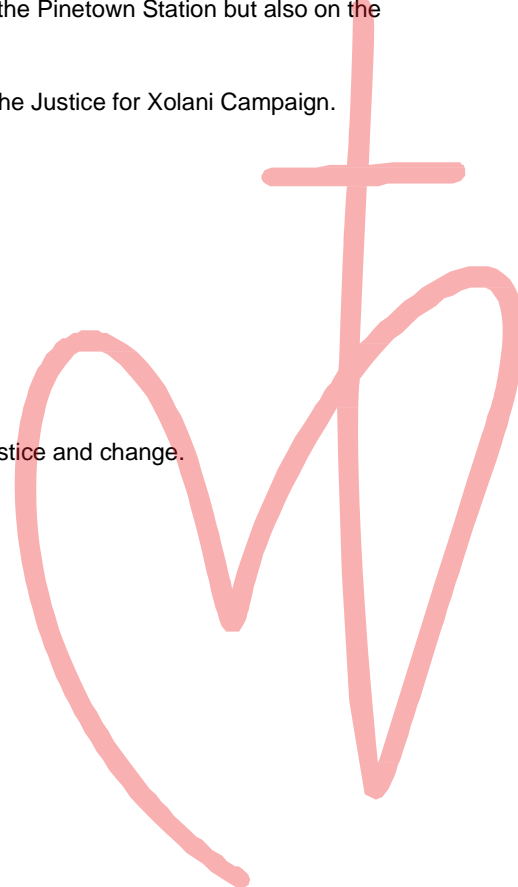 the Pinetown Station but also on the
he Justice for Xolani Campaign.
stice and change.